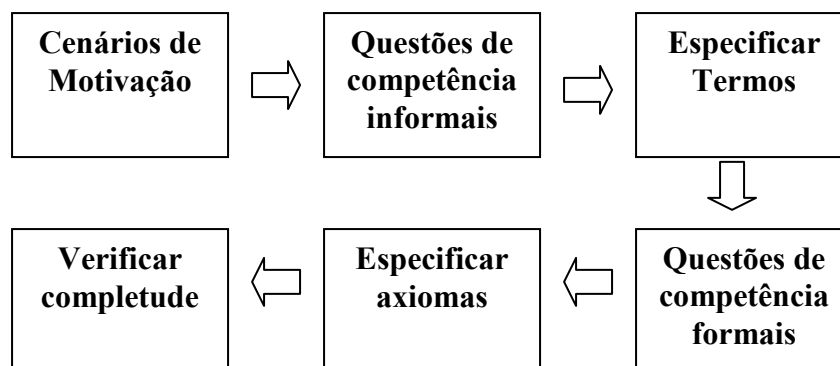 Cenários de
Motivação
Questões de
competência
informais
Especificar
Termos
Questões de
competência
formais
Especificar
axiomas
Verificar
completude